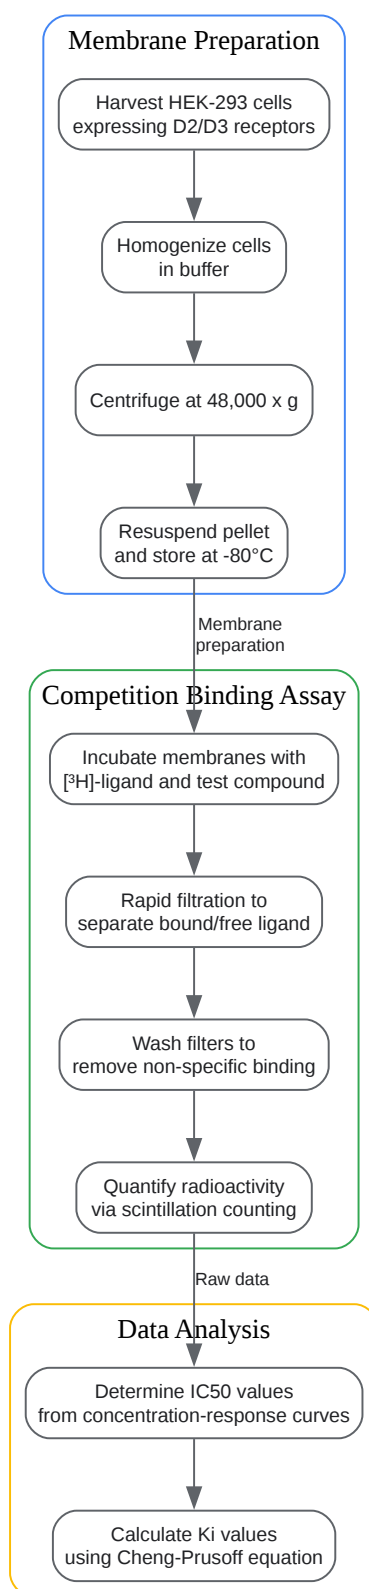 Membrane Preparation
Harvest HEK-293 cells
expressing D2/D3 receptors
Homogenize cells
in buffer
Centrifuge at 48,000 x g
Resuspend pellet
and store at -80°C
Membrane
preparation
Competition Binding Assay
Incubate membranes with
[³H]-ligand and test compound
Rapid filtration to
separate bound/free ligand
Wash filters to
remove non-specific binding
Quantify radioactivity
via scintillation counting
Raw data
Data Analysis
Determine IC50 values
from concentration-response curves
Calculate Ki values
using Cheng-Prusoff equation